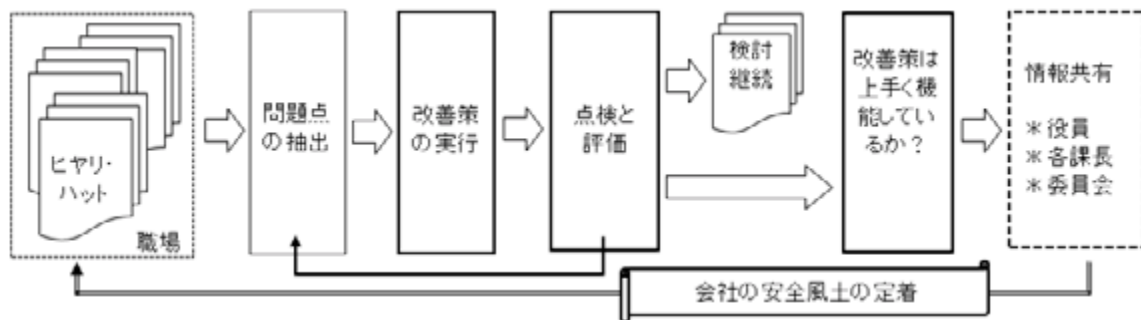 ヒヤリ・
ハット
職場
問題点
の抽出
改善策
の実行
点検と
評価
検討
継続
改善策は
上手く機
能してい
るか？
情報共有
＊役員
＊各課長
＊委員会
会社の安全風土の定着